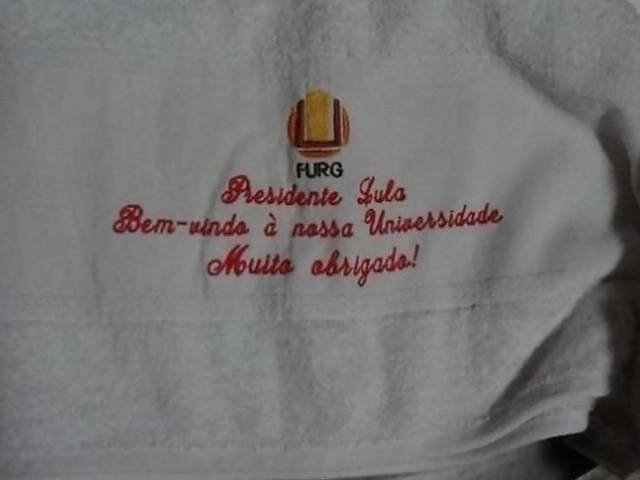 FURG
Presidente Lula
Bem-vindo à nossa Universidade
Muito obrigado!